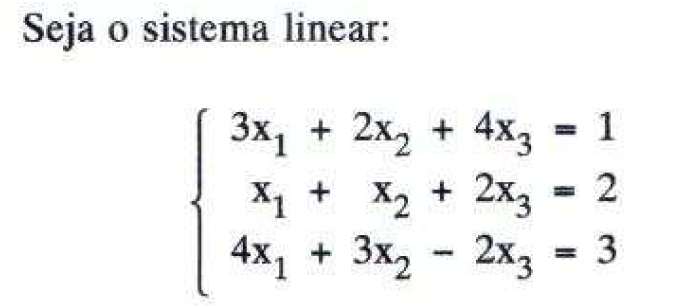 Seja o sistema linear:
3x₁ + 2x₂ + 4x₃ = 1
x₁ + x₂ + 2x₃ = 2
4x₁ + 3x₂ − 2x₃ = 3